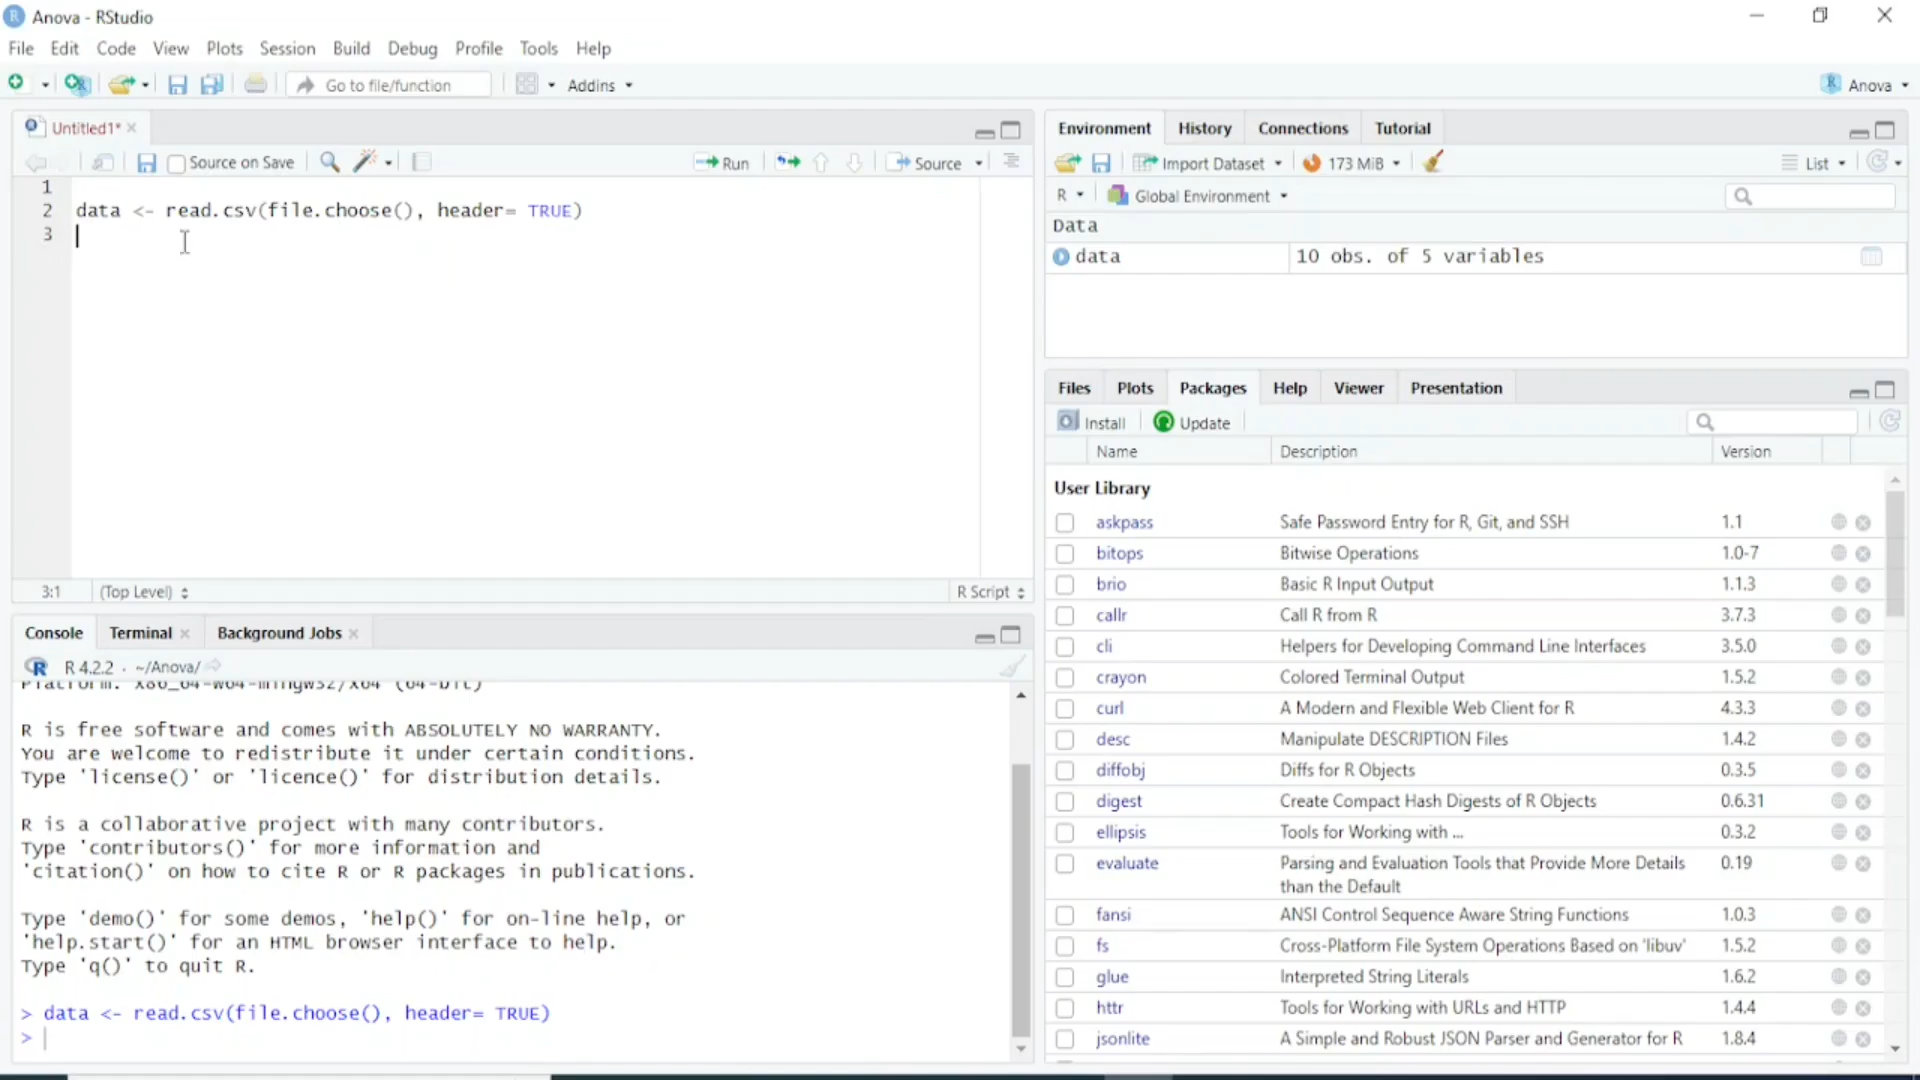 Anova - RStudio
File Edit Code View Plots Session Build Debug Profile Tools Help
Go to file/function Addins Anova
Untitled1*
Source on Save Run Source
1
2 data <- read.csv(file.choose(), header= TRUE)
3
3:1 (Top Level) R Script
Console Terminal Background Jobs
R 4.2.2 · ~/Anova/
Platform: x86_64-w64-mingw32/x64 (64-bit)
R is free software and comes with ABSOLUTELY NO WARRANTY.
You are welcome to redistribute it under certain conditions.
Type 'license()' or 'licence()' for distribution details.
R is a collaborative project with many contributors.
Type 'contributors()' for more information and
'citation()' on how to cite R or R packages in publications.
Type 'demo()' for some demos, 'help()' for on-line help, or
'help.start()' for an HTML browser interface to help.
Type 'q()' to quit R.
> data <- read.csv(file.choose(), header= TRUE)
>
Environment History Connections Tutorial
Import Dataset 173 MiB List
R Global Environment
Data
data 10 obs. of 5 variables
Files Plots Packages Help Viewer Presentation
Install Update
Name Description Version
User Library
askpass Safe Password Entry for R, Git, and SSH 1.1
bitops Bitwise Operations 1.0-7
brio Basic R Input Output 1.1.3
callr Call R from R 3.7.3
cli Helpers for Developing Command Line Interfaces 3.5.0
crayon Colored Terminal Output 1.5.2
curl A Modern and Flexible Web Client for R 4.3.3
desc Manipulate DESCRIPTION Files 1.4.2
diffobj Diffs for R Objects 0.3.5
digest Create Compact Hash Digests of R Objects 0.6.31
ellipsis Tools for Working with ... 0.3.2
evaluate Parsing and Evaluation Tools that Provide More Details 0.19
than the Default
fansi ANSI Control Sequence Aware String Functions 1.0.3
fs Cross-Platform File System Operations Based on 'libuv' 1.5.2
glue Interpreted String Literals 1.6.2
httr Tools for Working with URLs and HTTP 1.4.4
jsonlite A Simple and Robust JSON Parser and Generator for R 1.8.4